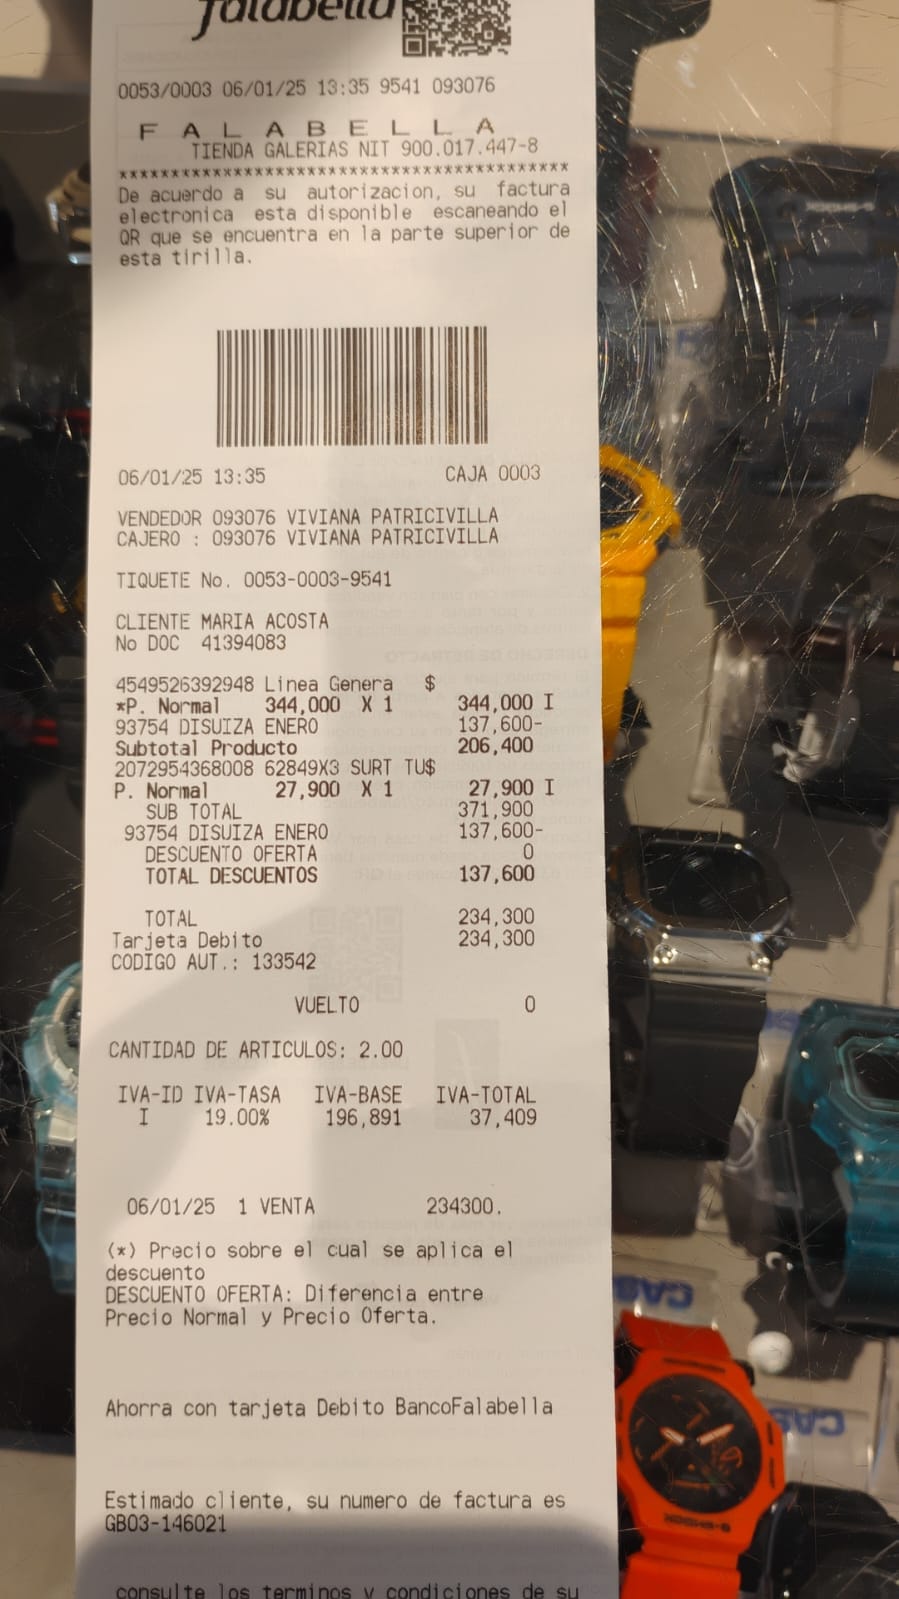 falabella
0053/0003 06/01/25 13:35 9541 093076
F A L A B E L L A
TIENDA GALERIAS NIT 900.017.447-8
*******************************************
De acuerdo a su autorizacion, su factura
electronica esta disponible escaneando el
QR que se encuentra en la parte superior de
esta tirilla.
06/01/25 13:35 CAJA 0003
VENDEDOR 093076 VIVIANA PATRICIVILLA
CAJERO : 093076 VIVIANA PATRICIVILLA
TIQUETE No. 0053-0003-9541
CLIENTE MARIA ACOSTA
No DOC 41394083
4549526392948 Linea Genera $
*P. Normal 344,000 X 1 344,000 I
93754 DISUIZA ENERO 137,600-
Subtotal Producto 206,400
2072954368008 62849X3 SURT TU$
P. Normal 27,900 X 1 27,900 I
SUB TOTAL 371,900
93754 DISUIZA ENERO 137,600-
DESCUENTO OFERTA 0
TOTAL DESCUENTOS 137,600
TOTAL 234,300
Tarjeta Debito 234,300
CODIGO AUT.: 133542
VUELTO 0
CANTIDAD DE ARTICULOS: 2.00
IVA-ID IVA-TASA IVA-BASE IVA-TOTAL
I 19.00% 196,891 37,409
06/01/25 1 VENTA 234300.
(*) Precio sobre el cual se aplica el
descuento
DESCUENTO OFERTA: Diferencia entre
Precio Normal y Precio Oferta.
Ahorra con tarjeta Debito BancoFalabella
Estimado cliente, su numero de factura es
GB03-146021
consulte los terminos y condiciones de su